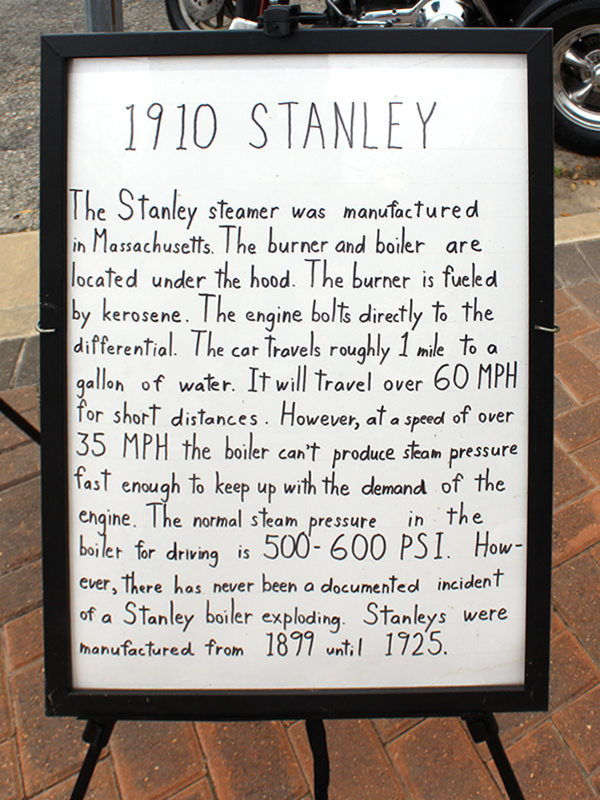 1910 STANLEY
The Stanley steamer was manufactured
in Massachusetts. The burner and boiler are
located under the hood. The burner is fueled
by kerosene. The engine bolts directly to the
differential. The car travels roughly 1 mile to a
gallon of water. It will travel over 60 MPH
for short distances. However, at a speed of over
35 MPH the boiler can't produce steam pressure
fast enough to keep up with the demand of the
engine. The normal steam pressure in the
boiler for driving is 500-600 PSI. How-
ever, there has never been a documented incident
of a Stanley boiler exploding. Stanleys were
manufactured from 1899 until 1925.